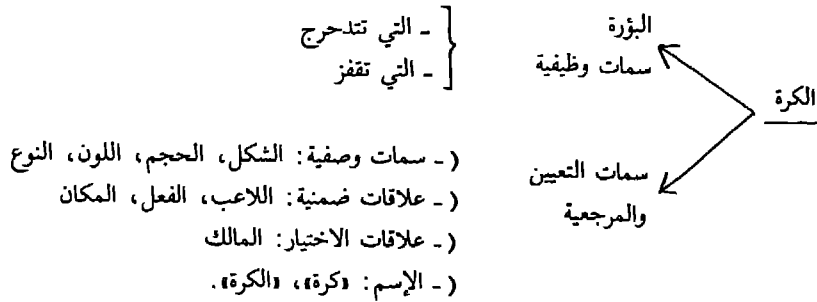 الكرة
البؤرة
سمات وظيفية
- التي تتدحرج
- التي تقفز
سمات التعيين
والمرجعية
(- سمات وصفية: الشكل، الحجم، اللون، النوع
(- علاقات ضمنية: اللاعب، الفعل، المكان
(- علاقات الاختيار: المالك
(- الإسم: «كرة»، «الكرة».